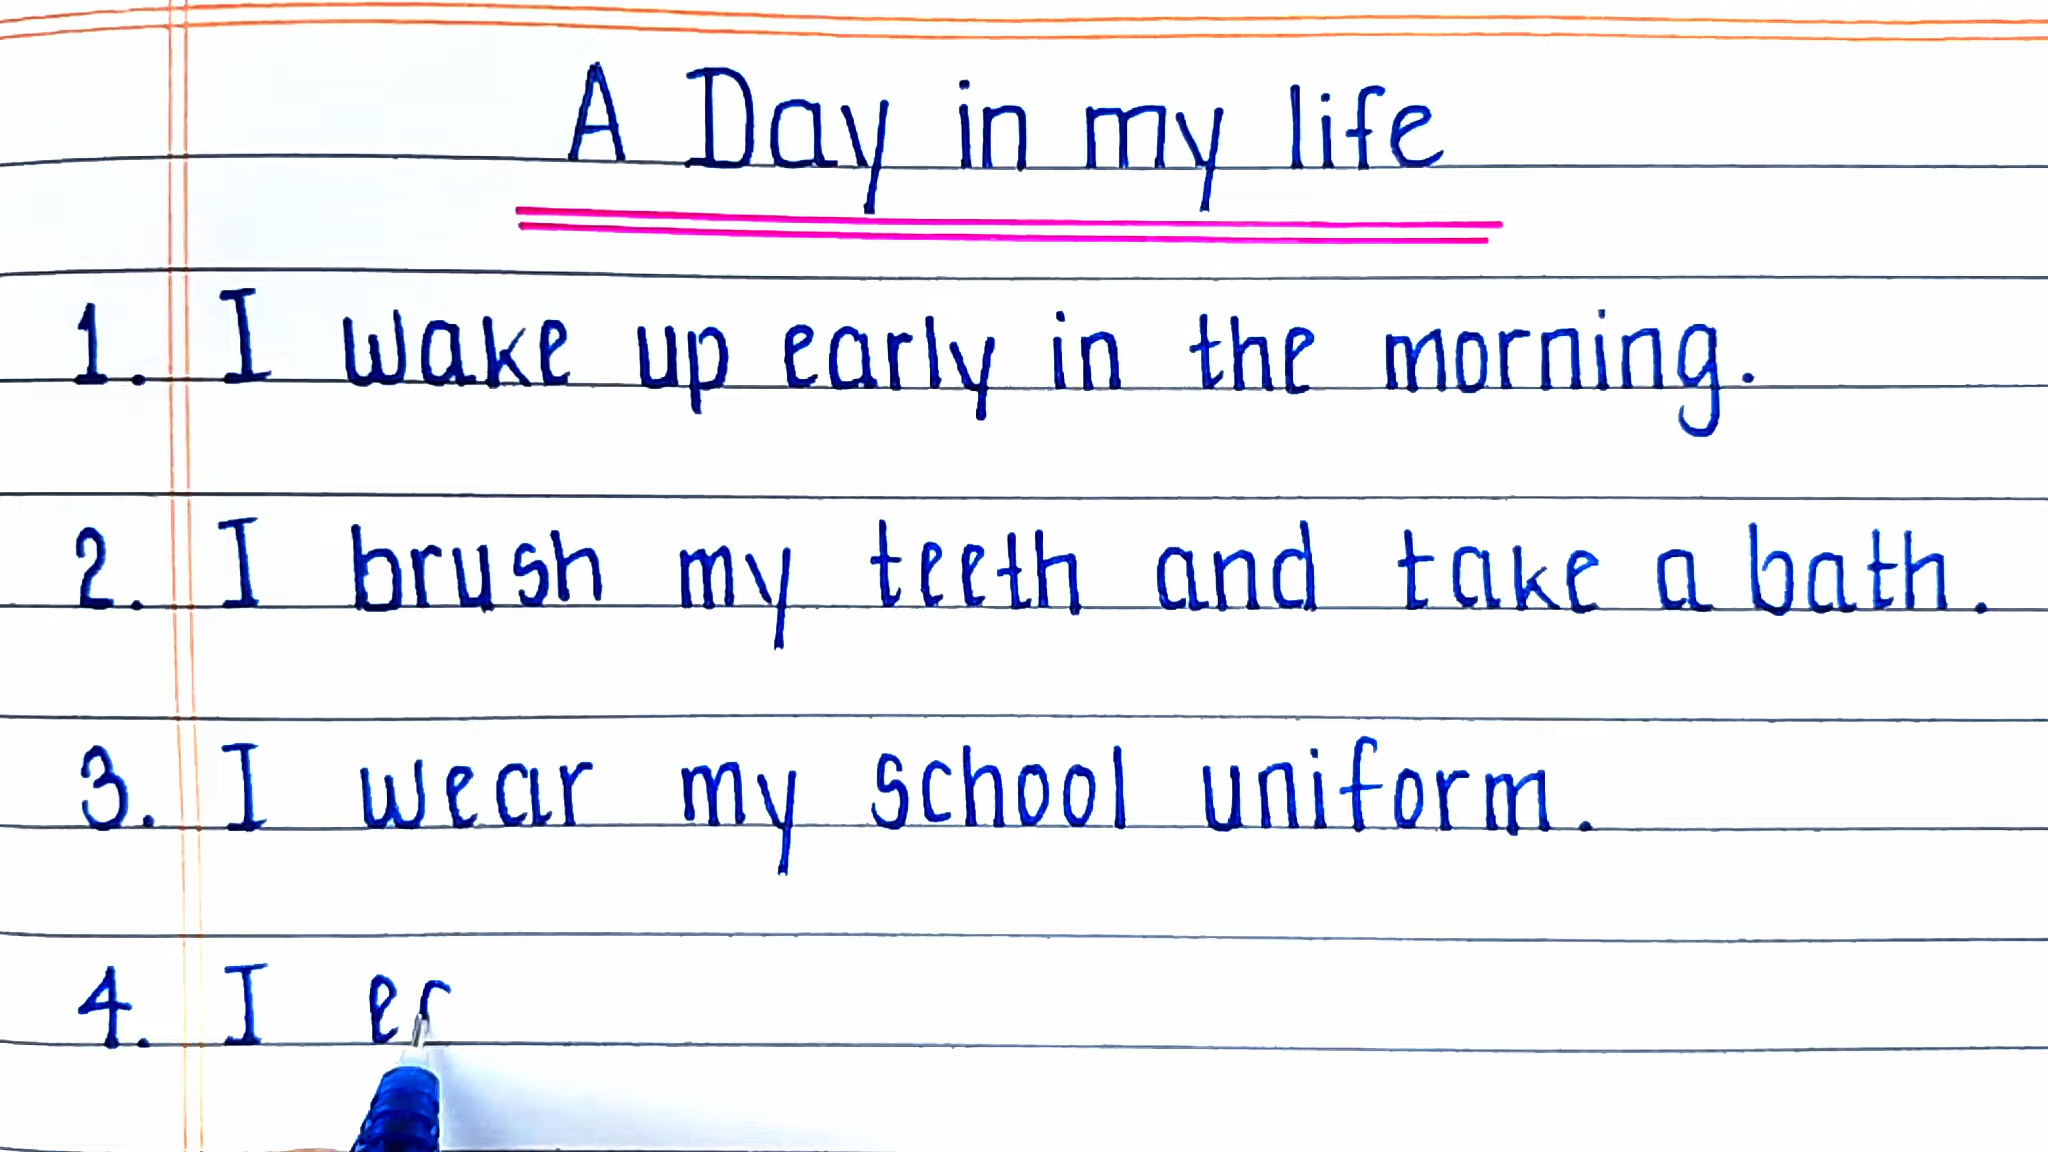 A Day in my life
1. I wake up early in the morning.
2. I brush my teeth and take a bath.
3. I wear my school uniform.
4. I